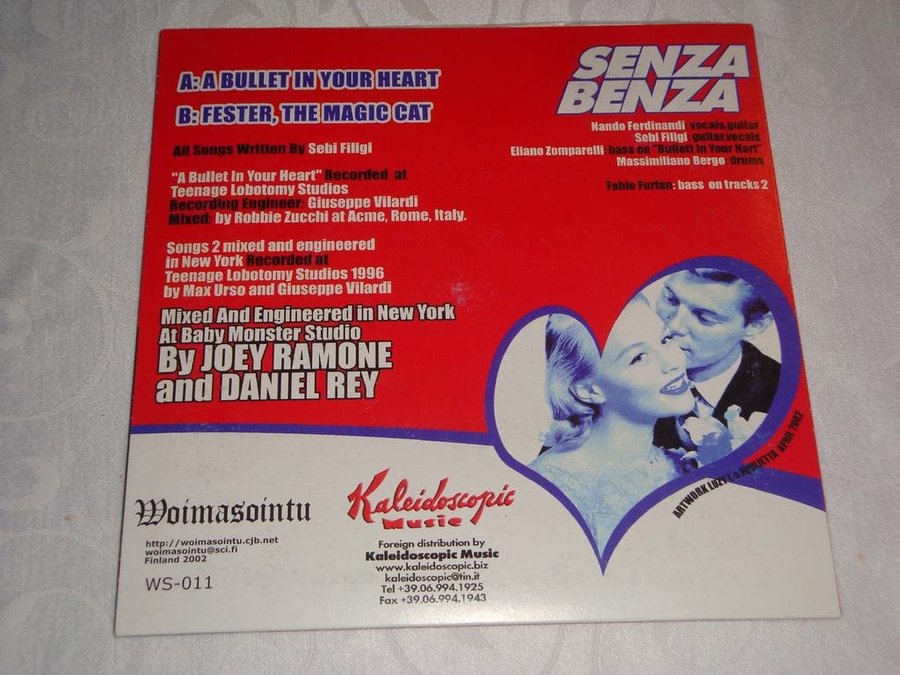 A: A BULLET IN YOUR HEART
B: FESTER, THE MAGIC CAT
All Songs Written By Sebi Filigi
"A Bullet In Your Heart" Recorded at
Teenage Lobotomy Studios
Recording Engineer: Giuseppe Vilardi
Mixed: by Robbie Zucchi at Acme, Rome, Italy.
Songs 2 mixed and engineered
in New York Recorded at
Teenage Lobotomy Studios 1996
by Max Urso and Giuseppe Vilardi
Mixed And Engineered in New York
At Baby Monster Studio
By JOEY RAMONE
and DANIEL REY
SENZA
BENZA
Nando Ferdinandi: vocals,guitar
Sebi Filigi: guitar,vocals
Eliano Zomparelli: bass on "Bullett In Your Hart"
Massimiliano Bergo drums
Fabio Furlan: bass on tracks 2
ARTWORK LOZY L & APRIL 2002
Woimasointu
http://woimasointu.cjb.net
woimasointu@sci.fi
Finland 2002
WS-011
Kaleidoscopic
Music
Foreign distribution by
Kaleidoscopic Music
www.kaleidoscopic.biz
kaleidoscopic@tin.it
Tel +39.06.994.1925
Fax +39.06.994.1943